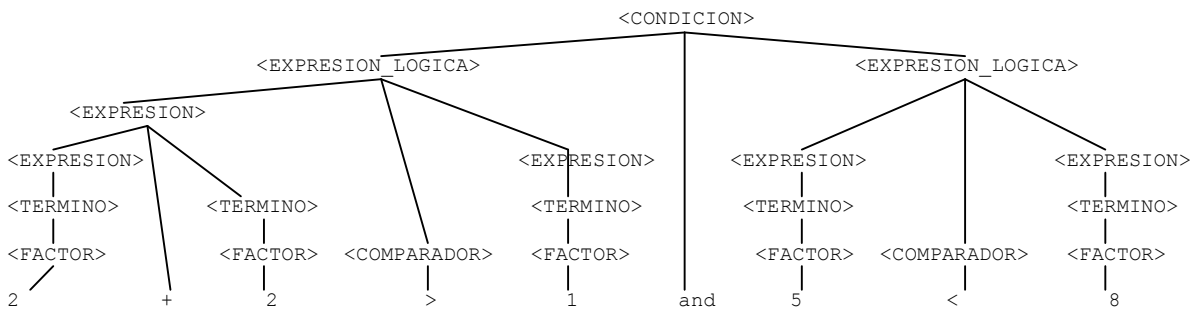 <CONDICION>
<EXPRESION_LOGICA> <EXPRESION_LOGICA>
<EXPRESION>
<EXPRESION> <EXPRESION> <EXPRESION> <EXPRESION>
<TERMINO> <TERMINO> <TERMINO> <TERMINO> <TERMINO>
<FACTOR> <FACTOR> <COMPARADOR> <FACTOR> <FACTOR> <COMPARADOR> <FACTOR>
2 + 2 > 1 and 5 < 8